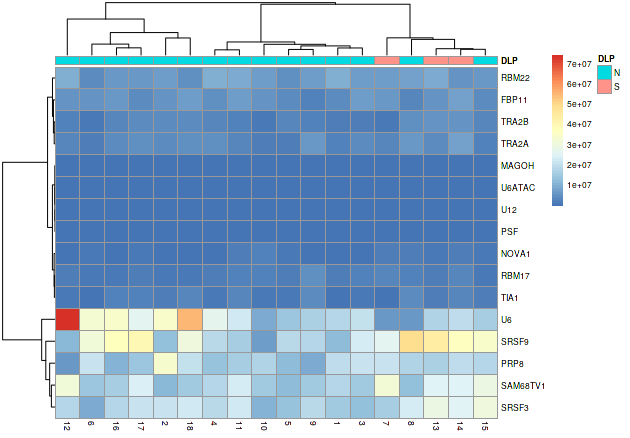 DLP
RBM22
FBP11
TRA2B
TRA2A
MAGOH
U6ATAC
U12
PSF
NOVA1
RBM17
TIA1
U6
SRSF9
PRP8
SAM68TV1
SRSF3
12 6 16 17 2 18 4 11 10 5 9 1 3 7 8 13 14 15
7e+07
6e+07
5e+07
4e+07
3e+07
2e+07
1e+07
DLP
N
S